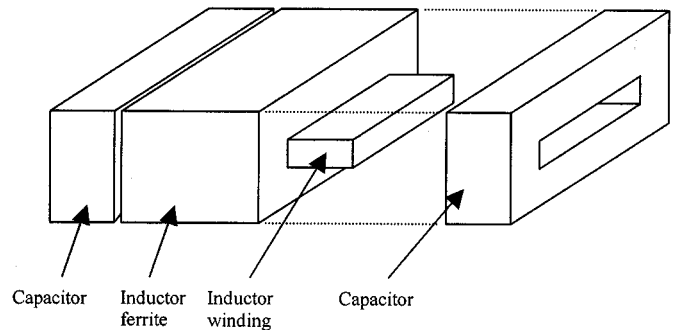 Capacitor
Inductor
ferrite
Inductor
winding
Capacitor